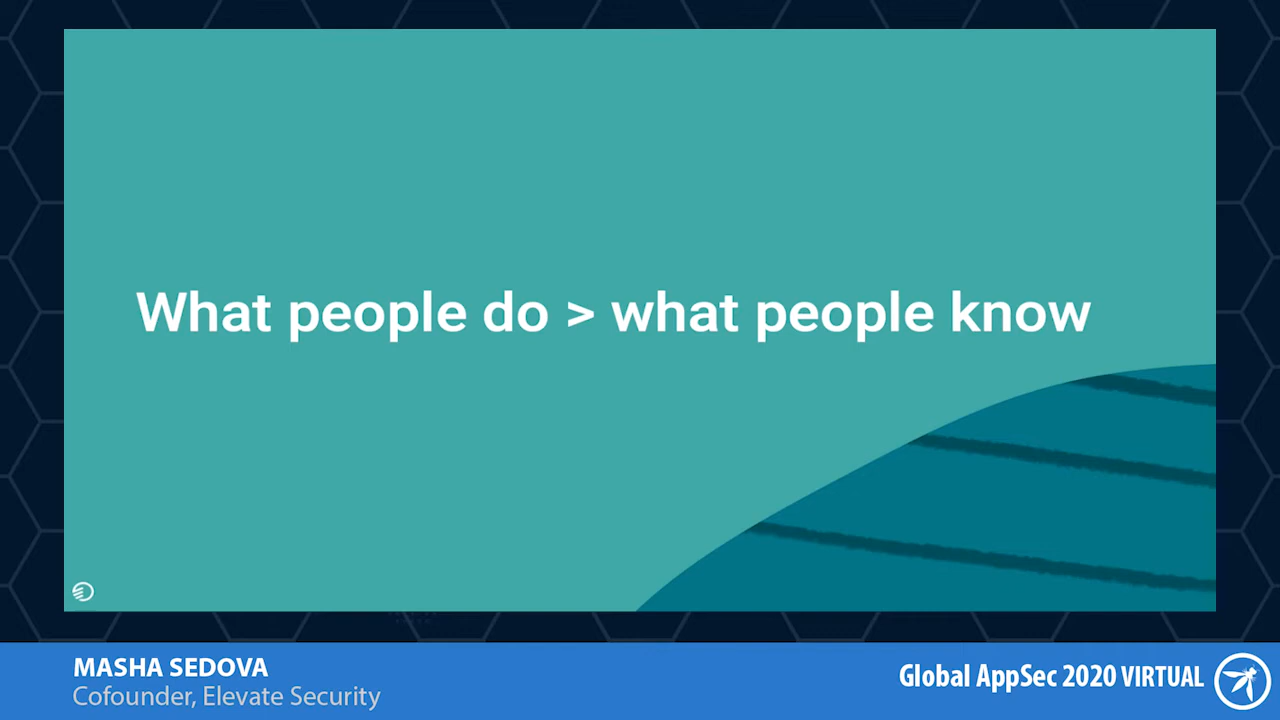 What people do > what people know
MASHA SEDOVA
Cofounder, Elevate Security
Global AppSec 2020 VIRTUAL